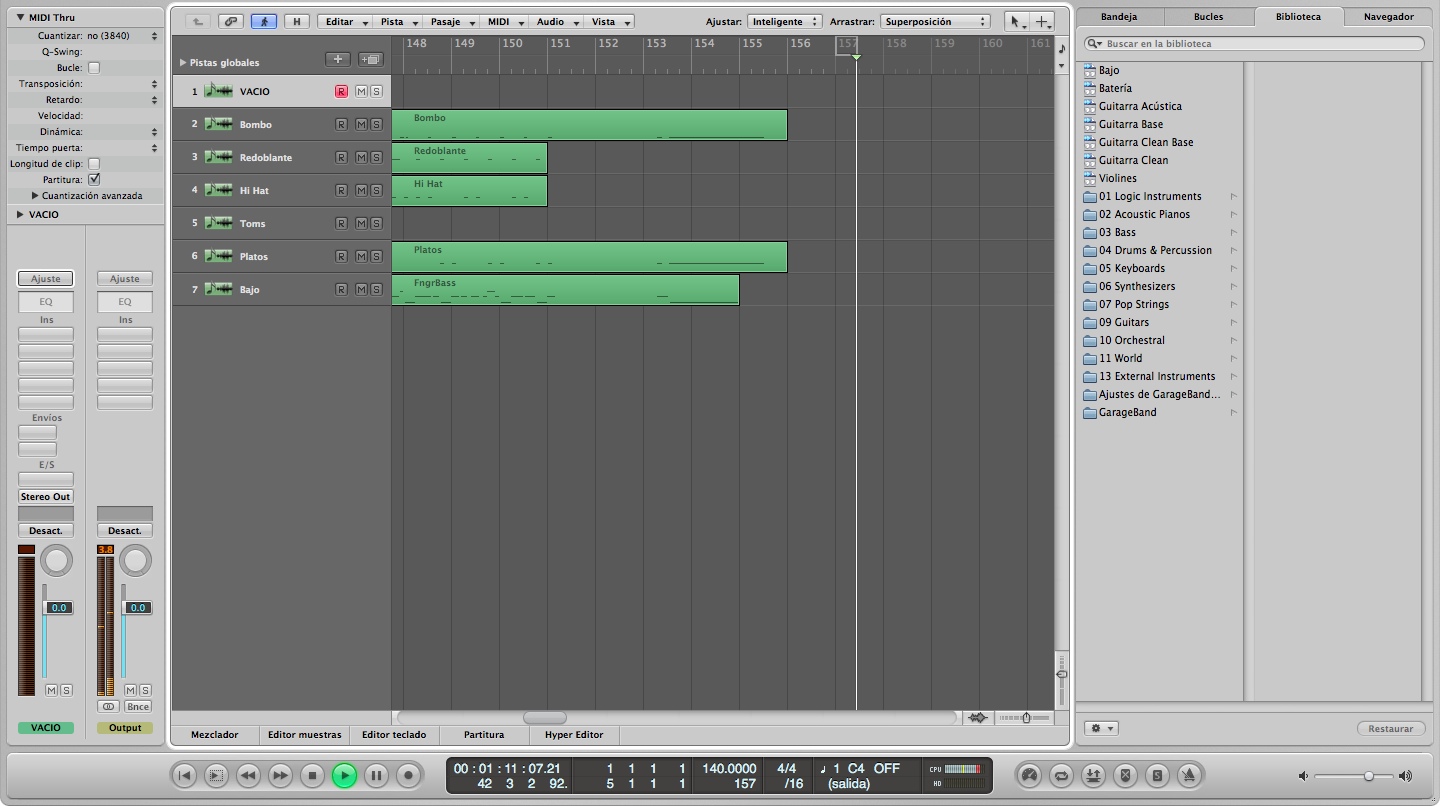 MIDI Thru
Cuantizar: no (3840)
Q-Swing:
Bucle:
Transposición:
Retardo:
Velocidad:
Dinámica:
Tiempo puerta:
Longitud de clip:
Partitura:
Cuantización avanzada
VACIO
Ajuste Ajuste
EQ EQ
Ins Ins
Envíos
E/S
Stereo Out
Desact. Desact.
3.8
0.0 0.0
M S M S
Bnce
VACIO Output
H Editar Pista Pasaje MIDI Audio Vista Ajustar: Inteligente Arrastrar: Superposición
148 149 150 151 152 153 154 155 156 157 158 159 160 161
Pistas globales
1 VACIO R M S
2 Bombo R M S Bombo
3 Redoblante R M S Redoblante
4 Hi Hat R M S Hi Hat
5 Toms R M S
6 Platos R M S Platos
7 Bajo R M S FngrBass
Mezclador Editor muestras Editor teclado Partitura Hyper Editor
Bandeja Bucles Biblioteca Navegador
Buscar en la biblioteca
Bajo
Batería
Guitarra Acústica
Guitarra Base
Guitarra Clean Base
Guitarra Clean
Violines
01 Logic Instruments
02 Acoustic Pianos
03 Bass
04 Drums & Percussion
05 Keyboards
06 Synthesizers
07 Pop Strings
09 Guitars
10 Orchestral
11 World
13 External Instruments
Ajustes de GarageBand...
GarageBand
Restaurar
00 : 01 : 11 : 07.21 1 1 1 1 140.0000 4/4 1 C4 OFF CPU
42 3 2 92. 5 1 1 1 157 /16 (salida) HD
S